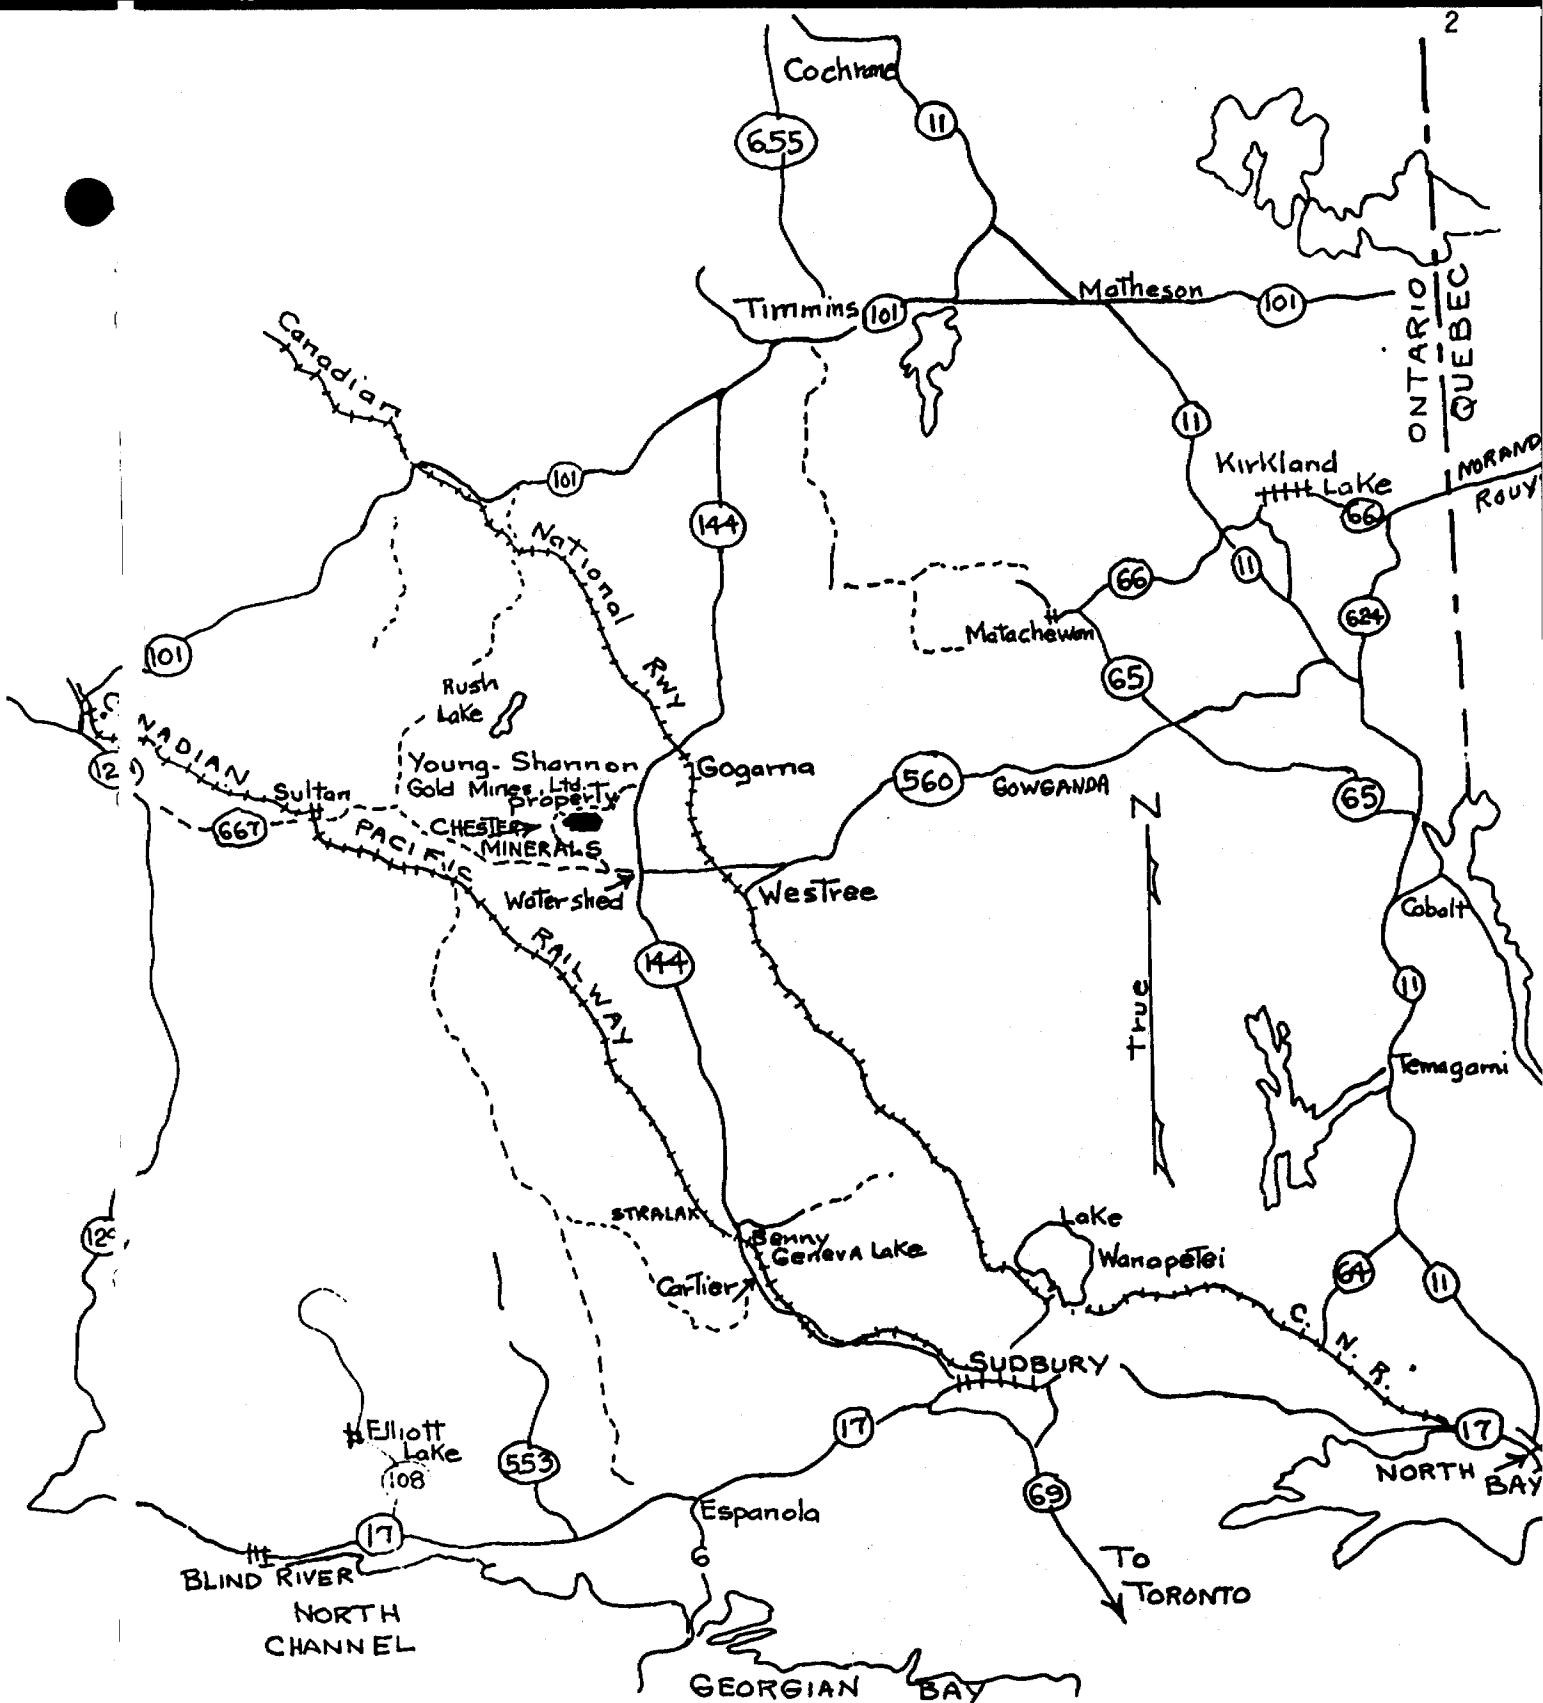 2
Cochrane
11
655
Timmins
101
Matheson
101
ONTARIO
QUEBEC
Canadian
11
Kirkland
Lake
66
NORAND
ROUY
101
144
National
11
66
624
Matachewan
101
65
Rush
Lake
RWY
CANADIAN
Young-Shannon
Gold Mines, Ltd.
property
Gogama
560
GOWGANDA
65
Sultan
667
CHESTER
MINERALS
PACIFIC
Watershed
Westree
N
Cobalt
144
RAILWAY
11
True
Temagami
STRALAK
Benny
Geneva Lake
Cartier
Lake
Wanapetei
64
11
C. N. R.
SUDBURY
17
17
NORTH
BAY
Elliott
Lake
108
553
69
Espanola
17
BLIND RIVER
6
To
TORONTO
NORTH
CHANNEL
GEORGIAN BAY